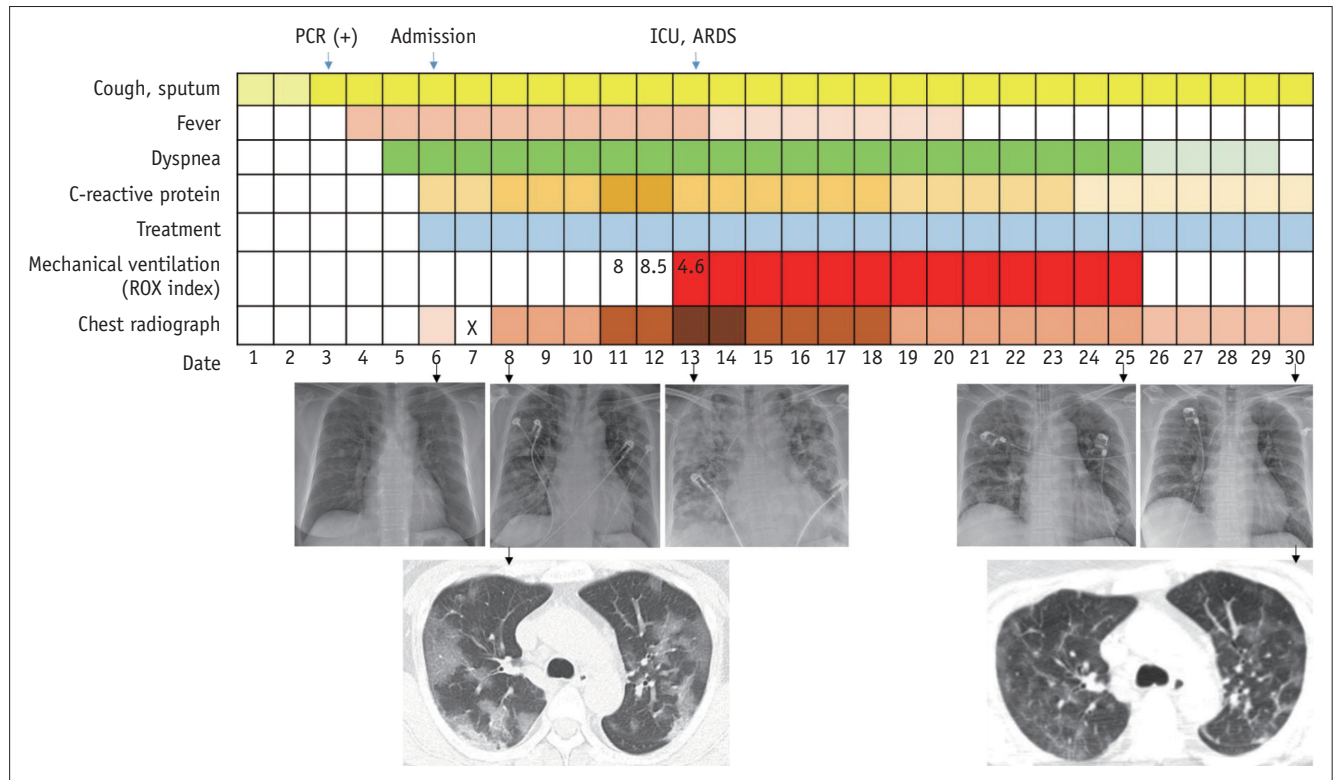 PCR (+) Admission ICU, ARDS
Cough, sputum
Fever
Dyspnea
C-reactive protein
Treatment
Mechanical ventilation
(ROX index) 8 8.5 4.6
Chest radiograph X
Date 1 2 3 4 5 6 7 8 9 10 11 12 13 14 15 16 17 18 19 20 21 22 23 24 25 26 27 28 29 30